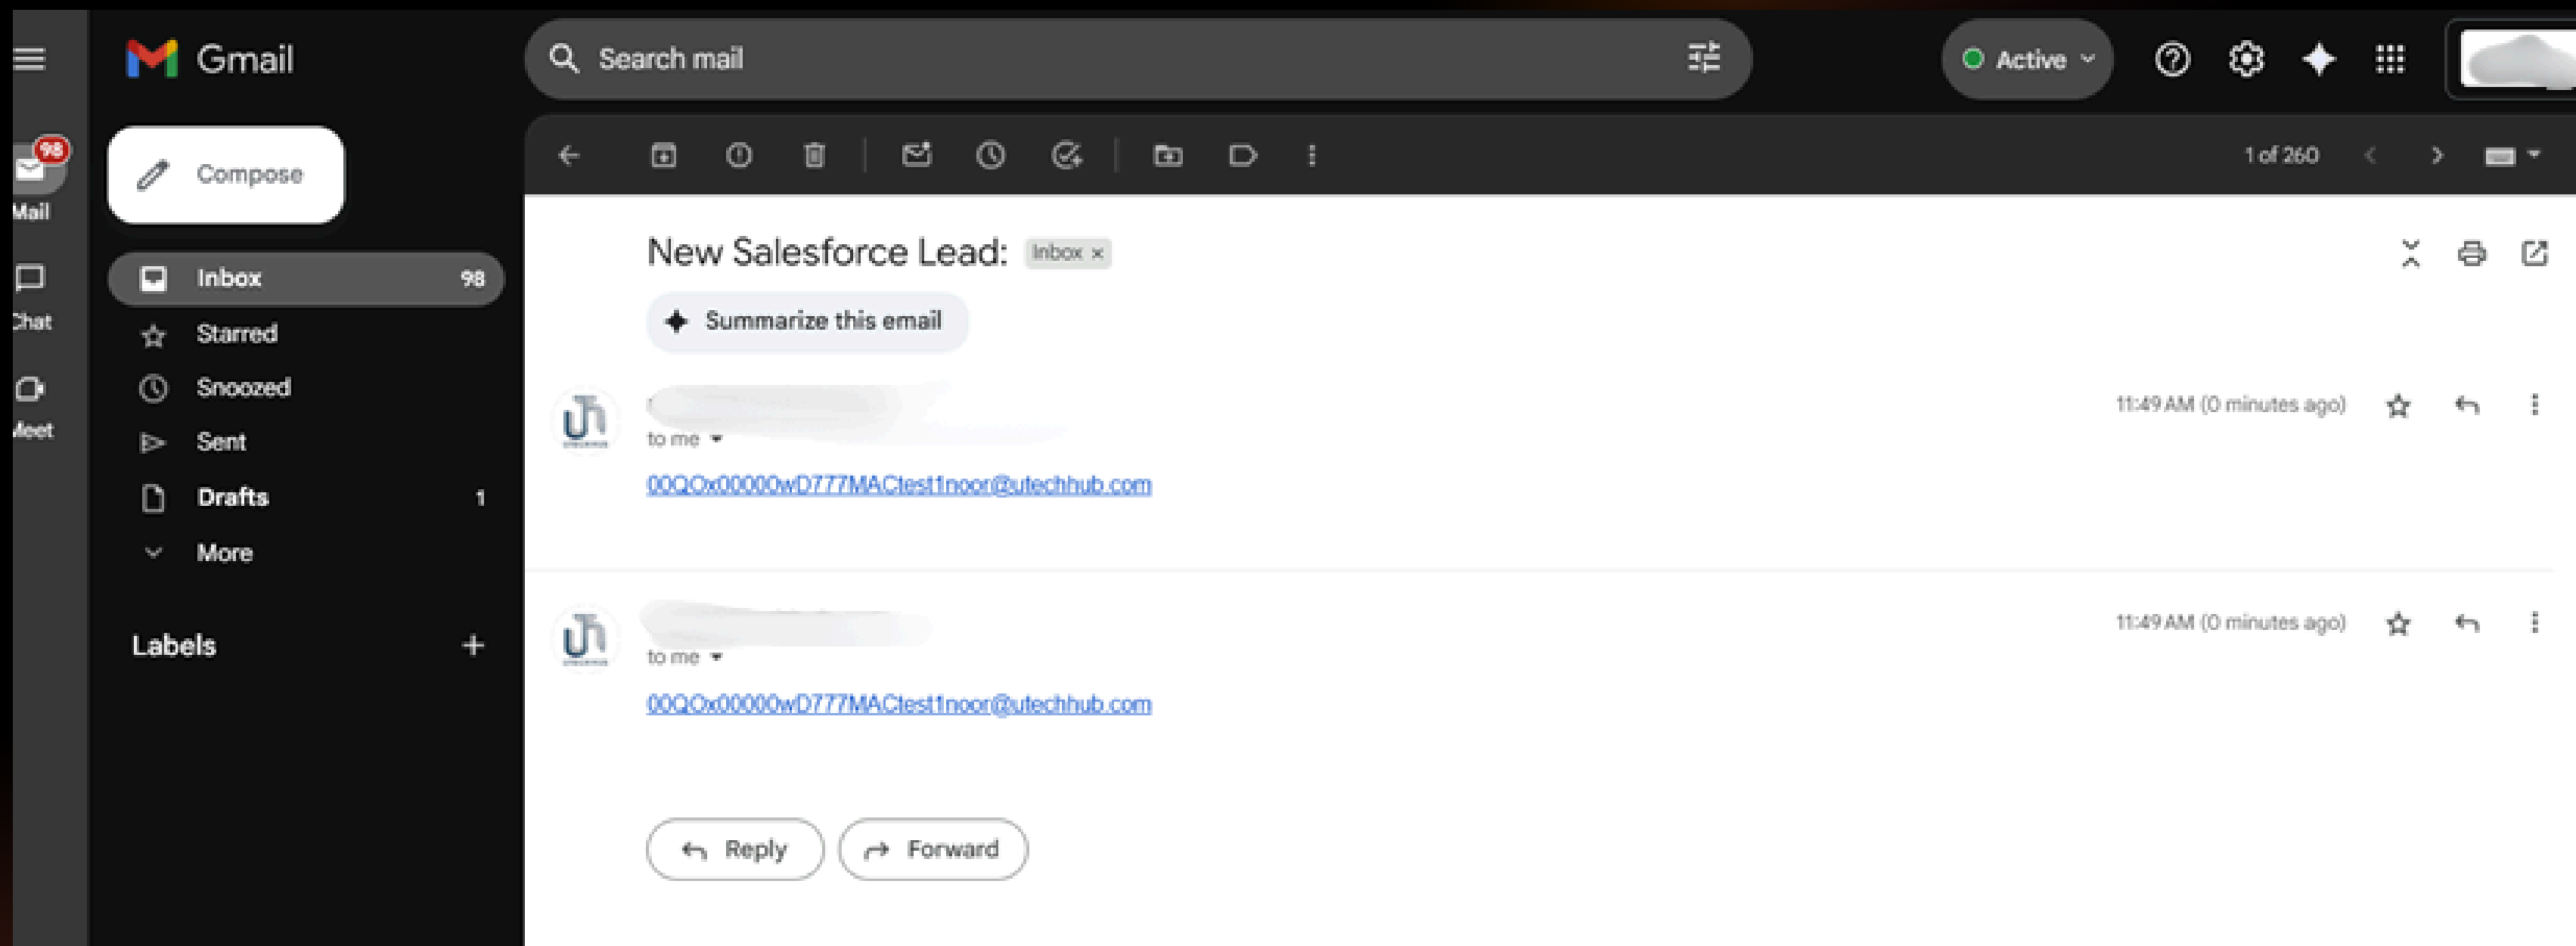 Gmail
Search mail
Active
98
Mail
Chat
Meet
Compose
Inbox 98
Starred
Snoozed
Sent
Drafts 1
More
Labels
1 of 260
New Salesforce Lead: Inbox ×
Summarize this email
11:49 AM (0 minutes ago)
to me
00QOx00000wD777MACtest1noor@utechhub.com
11:49 AM (0 minutes ago)
to me
00QOx00000wD777MACtest1noor@utechhub.com
Reply
Forward